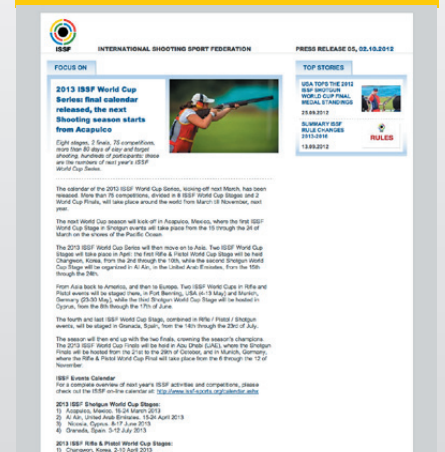 ISSF
INTERNATIONAL SHOOTING SPORT FEDERATION
PRESS RELEASE 05, 02.10.2012
FOCUS ON
2013 ISSF World Cup
Series: final calendar
released, the next
Shooting season starts
from Acapulco
Eight stages, 2 finals, 75 competitions,
more than 80 days of clay and target
shooting, hundreds of participants: these
are the numbers of next year's ISSF
World Cup Series.
TOP STORIES
USA TOPS THE 2012
ISSF SHOTGUN
WORLD CUP FINAL
MEDAL STANDINGS
25.09.2012
SUMMARY ISSF
RULE CHANGES
2013-2016
13.09.2012
RULES
The calendar of the 2013 ISSF World Cup Series, kicking-off next March, has been
released. More than 75 competitions, divided in 8 ISSF World Cup Stages and 2
World Cup Finals, will take place around the world from March till November, next
year.
The next World Cup season will kick off in Acapulco, Mexico, where the first ISSF
World Cup Stage in Shotgun events will take place from the 15 through the 24 of
March on the shores of the Pacific Ocean.
The 2013 ISSF World Cup Series will then move on to Asia. Two ISSF World Cup
Stages will take place in April: the first Rifle & Pistol World Cup Stage will be held
Changwon, Korea, from the 2nd through the 10th, while the second Shotgun World
Cup Stage will be organized in Al Ain, in the United Arab Emirates, from the 15th
through the 24th.
From Asia back to America, and then to Europe. Two ISSF World Cups in Rifle and
Pistol events will be staged there, in Fort Benning, USA (4-13 May) and Munich,
Germany (23-30 May), while the third Shotgun World Cup Stage will be hosted in
Cyprus, from the 8th through the 17th of June.
The fourth and last ISSF World Cup Stage, combined in Rifle / Pistol / Shotgun
events, will be staged in Granada, Spain, from the 14th through the 23rd of July.
The season will then end up with the two finals, crowning the season's champions.
The 2013 ISSF World Cup Finals will be held in Abu Dhabi (UAE), where the Shotgun
Finals will be hosted from the 21st to the 29th of October, and in Munich, Germany,
where the Rifle & Pistol World Cup Final will take place from the 6 through the 12 of
November.
ISSF Events Calendar
For a complete overview of next year's ISSF activities and competitions, please
check out the ISSF on-line calendar at: http://www.issf-sports.org/calendar.ashx
2013 ISSF Shotgun World Cup Stages:
1) Acapulco, Mexico. 15-24 March 2013
2) Al Ain, United Arab Emirates. 15-24 April 2013
3) Nicosia, Cyprus. 8-17 June 2013
4) Granada, Spain. 3-12 July 2013
2013 ISSF Rifle & Pistol World Cup Stages:
1) Changwon, Korea. 2-10 April 2013